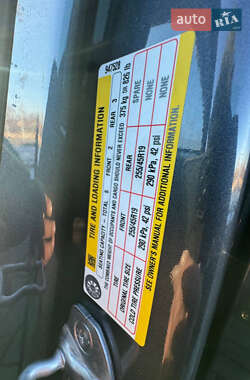 auto RIA .com
TIRE AND LOADING INFORMATION
SEATING CAPACITY - TOTAL 5 FRONT 2 REAR 3
THE COMBINED WEIGHT OF OCCUPANTS AND CARGO SHOULD NEVER EXCEED 375 kg OR 826 lb
TIRE FRONT REAR SPARE
ORIGINAL TIRE SIZE 255/45R19 255/45R19 NONE
COLD TIRE PRESSURE 290 kPa, 42 psi 290 kPa, 42 psi NONE
SEE OWNER'S MANUAL FOR ADDITIONAL INFORMATION